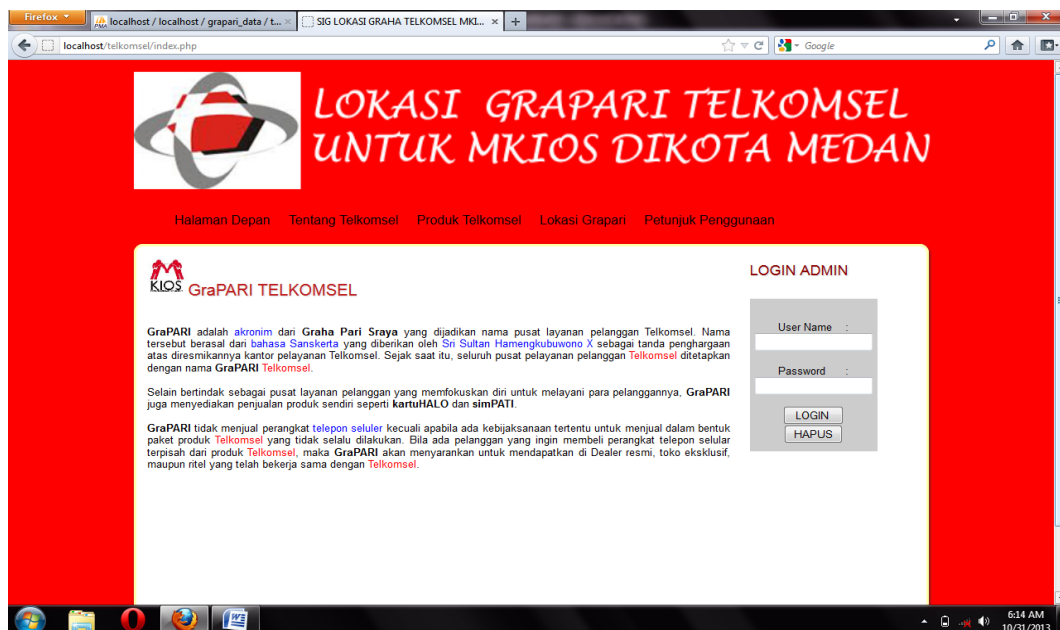 Firefox
localhost / localhost / grapari_data / t...
SIG LOKASI GRAHA TELKOMSEL MKI...
localhost/telkomsel/index.php
Google
LOKASI GRAPARI TELKOMSEL
UNTUK MKIOS DIKOTA MEDAN
Halaman Depan Tentang Telkomsel Produk Telkomsel Lokasi Grapari Petunjuk Penggunaan
KIOS GraPARI TELKOMSEL
GraPARI adalah akronim dari Graha Pari Sraya yang dijadikan nama pusat layanan pelanggan Telkomsel. Nama
tersebut berasal dari bahasa Sanskerta yang diberikan oleh Sri Sultan Hamengkubuwono X sebagai tanda penghargaan
atas diresmikannya kantor pelayanan Telkomsel. Sejak saat itu, seluruh pusat pelayanan pelanggan Telkomsel ditetapkan
dengan nama GraPARI Telkomsel.
Selain bertindak sebagai pusat layanan pelanggan yang memfokuskan diri untuk melayani para pelanggannya, GraPARI
juga menyediakan penjualan produk sendiri seperti kartuHALO dan simPATI.
GraPARI tidak menjual perangkat telepon seluler kecuali apabila ada kebijaksanaan tertentu untuk menjual dalam bentuk
paket produk Telkomsel yang tidak selalu dilakukan. Bila ada pelanggan yang ingin membeli perangkat telepon selular
terpisah dari produk Telkomsel, maka GraPARI akan menyarankan untuk mendapatkan di Dealer resmi, toko eksklusif,
maupun ritel yang telah bekerja sama dengan Telkomsel.
LOGIN ADMIN
User Name :
Password :
LOGIN
HAPUS
6:14 AM
10/31/2013